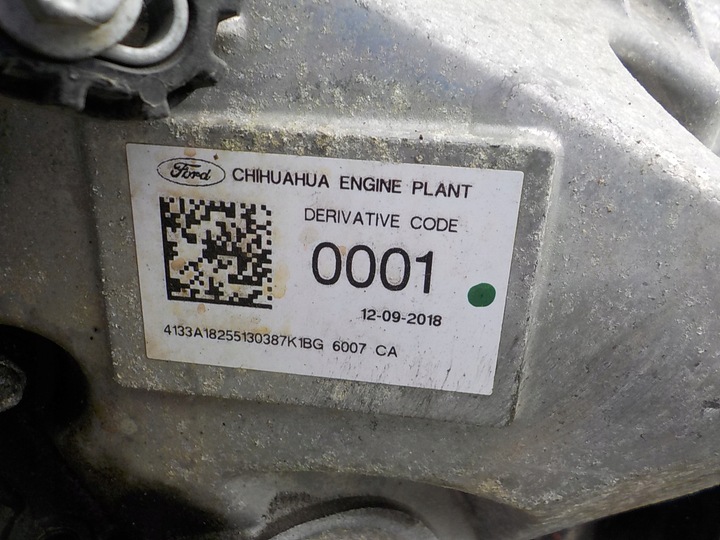 Ford CHIHUAHUA ENGINE PLANT
DERIVATIVE CODE
0001
12-09-2018
4133A18255130387K1BG 6007 CA